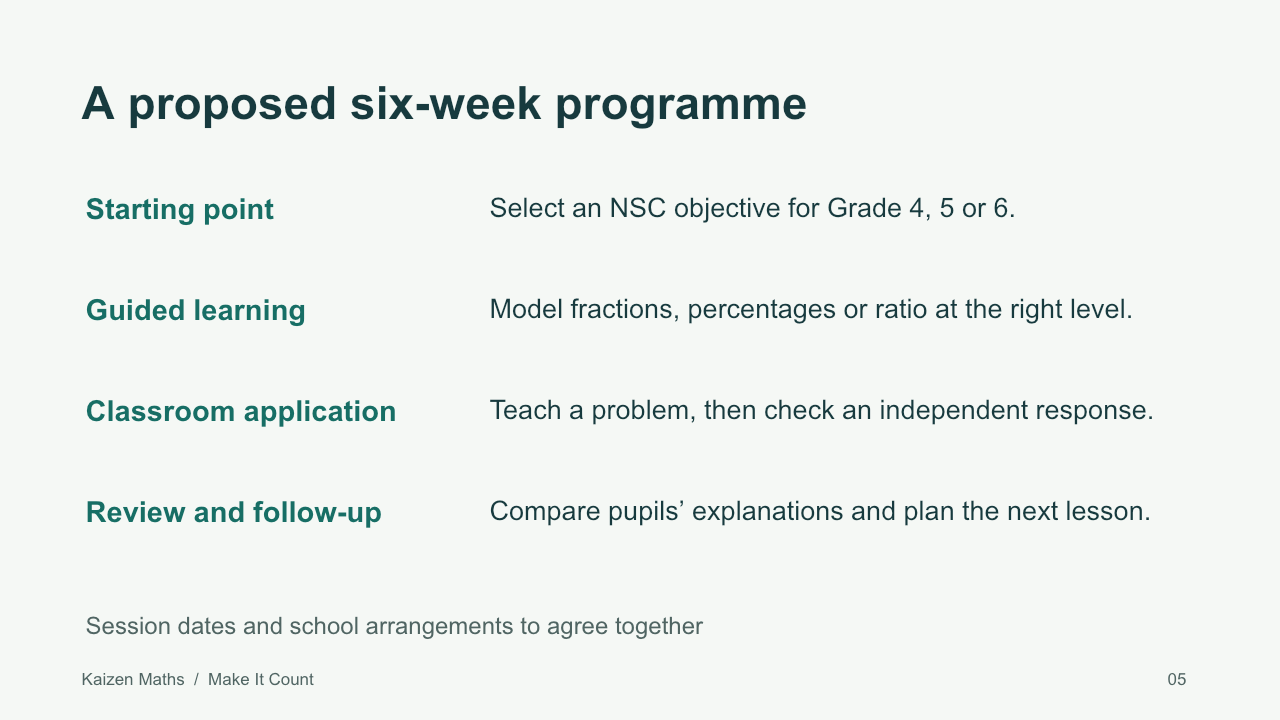 A proposed six-week programme
Starting point
Select an NSC objective for Grade 4, 5 or 6.
Guided learning
Model fractions, percentages or ratio at the right level.
Classroom application
Teach a problem, then check an independent response.
Review and follow-up
Compare pupils’ explanations and plan the next lesson.
Session dates and school arrangements to agree together
Kaizen Maths / Make It Count
05